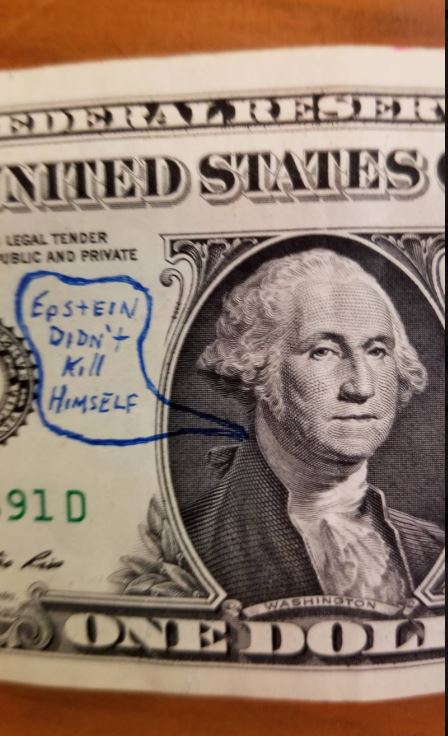 EDERAL RESER
NITED STATES
LEGAL TENDER
UBLIC AND PRIVATE
EpStEIN
DIDN't
Kill
HIMSELF
91 D
WASHINGTON
ONE DOL